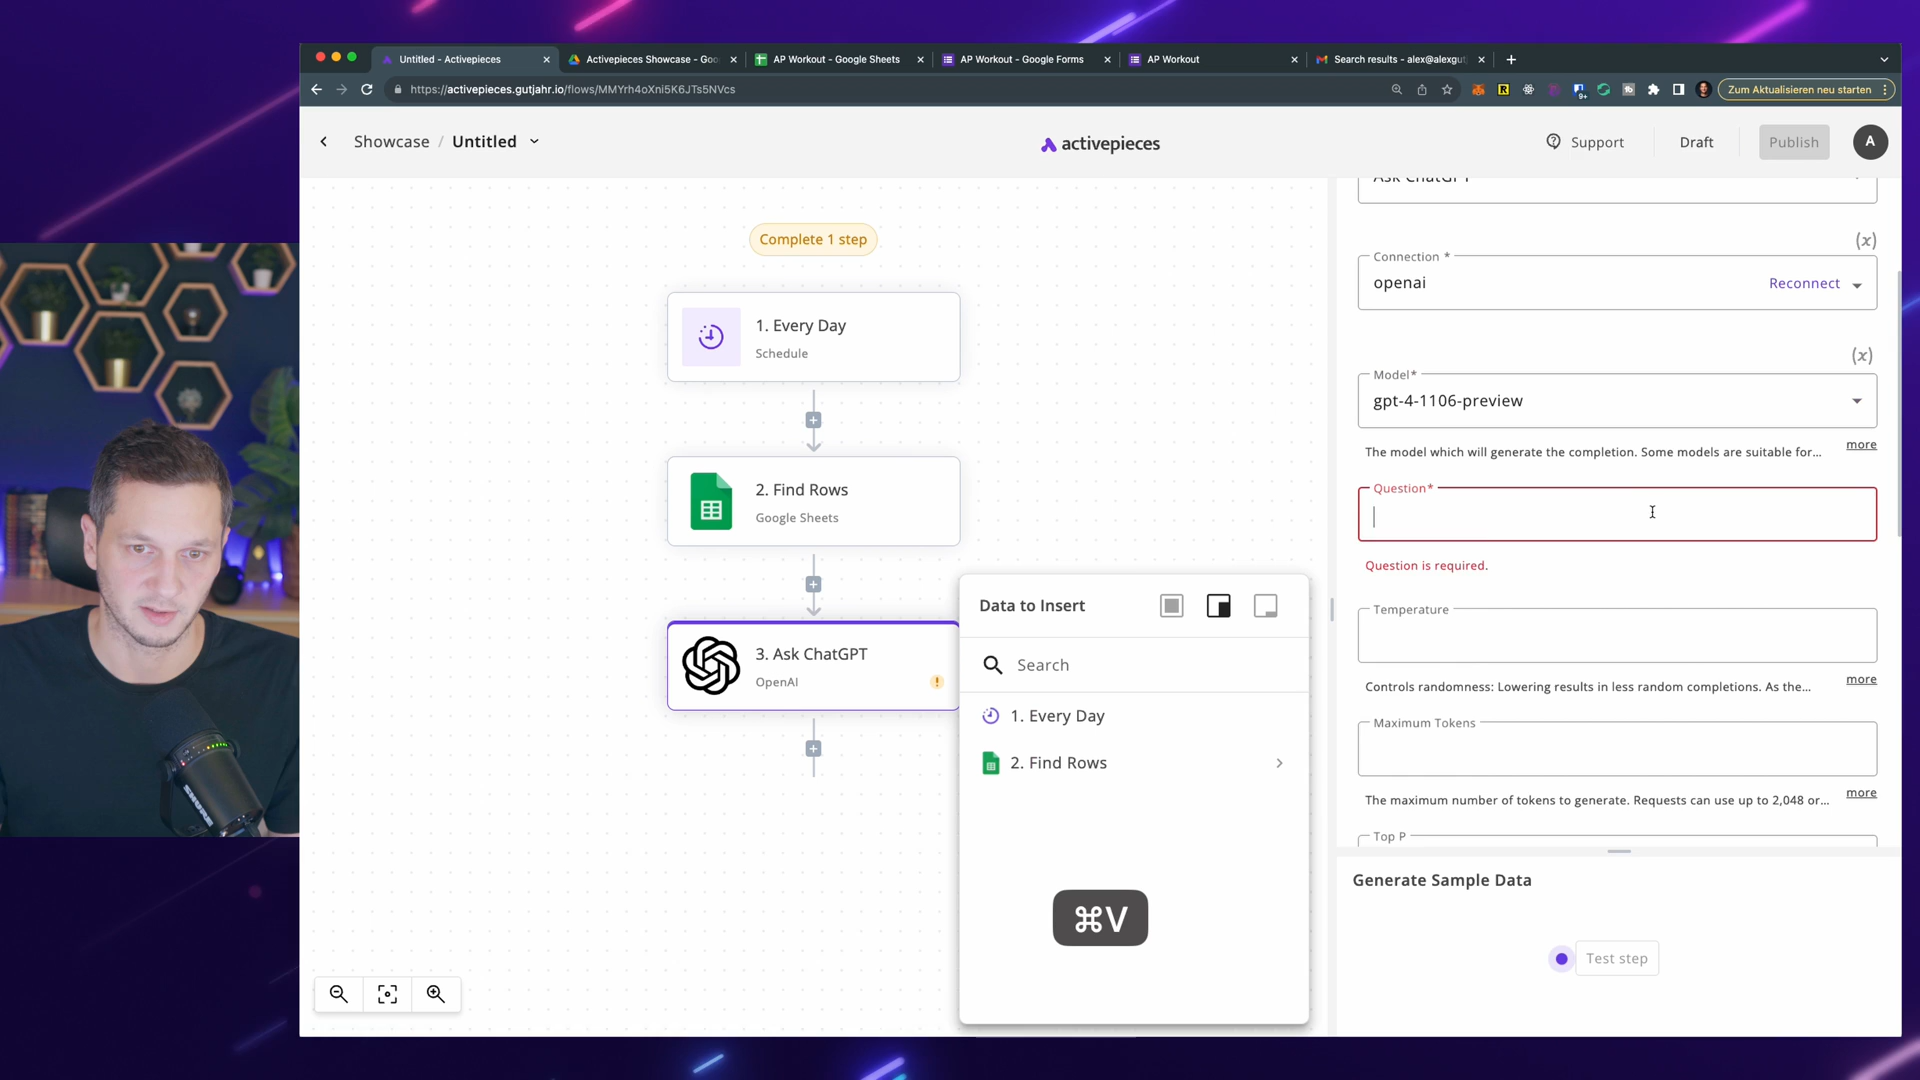 Untitled - Activepieces
Activepieces Showcase - Goo
AP Workout - Google Sheets
AP Workout - Google Forms
AP Workout
Search results - alex@alexgut
https://activepieces.gutjahr.io/flows/MMYrh4oXni5K6JTs5NVcs
9+
Zum Aktualisieren neu starten
Showcase / Untitled
activepieces
Support
Draft
Publish
A
Complete 1 step
1. Every Day
Schedule
2. Find Rows
Google Sheets
3. Ask ChatGPT
OpenAI
Data to Insert
Search
1. Every Day
2. Find Rows
⌘V
Ask ChatGPT
(x)
Connection *
openai
Reconnect
(x)
Model*
gpt-4-1106-preview
The model which will generate the completion. Some models are suitable for...
more
Question*
Question is required.
Temperature
Controls randomness: Lowering results in less random completions. As the...
more
Maximum Tokens
The maximum number of tokens to generate. Requests can use up to 2,048 or...
more
Top P
Generate Sample Data
Test step
SHURE